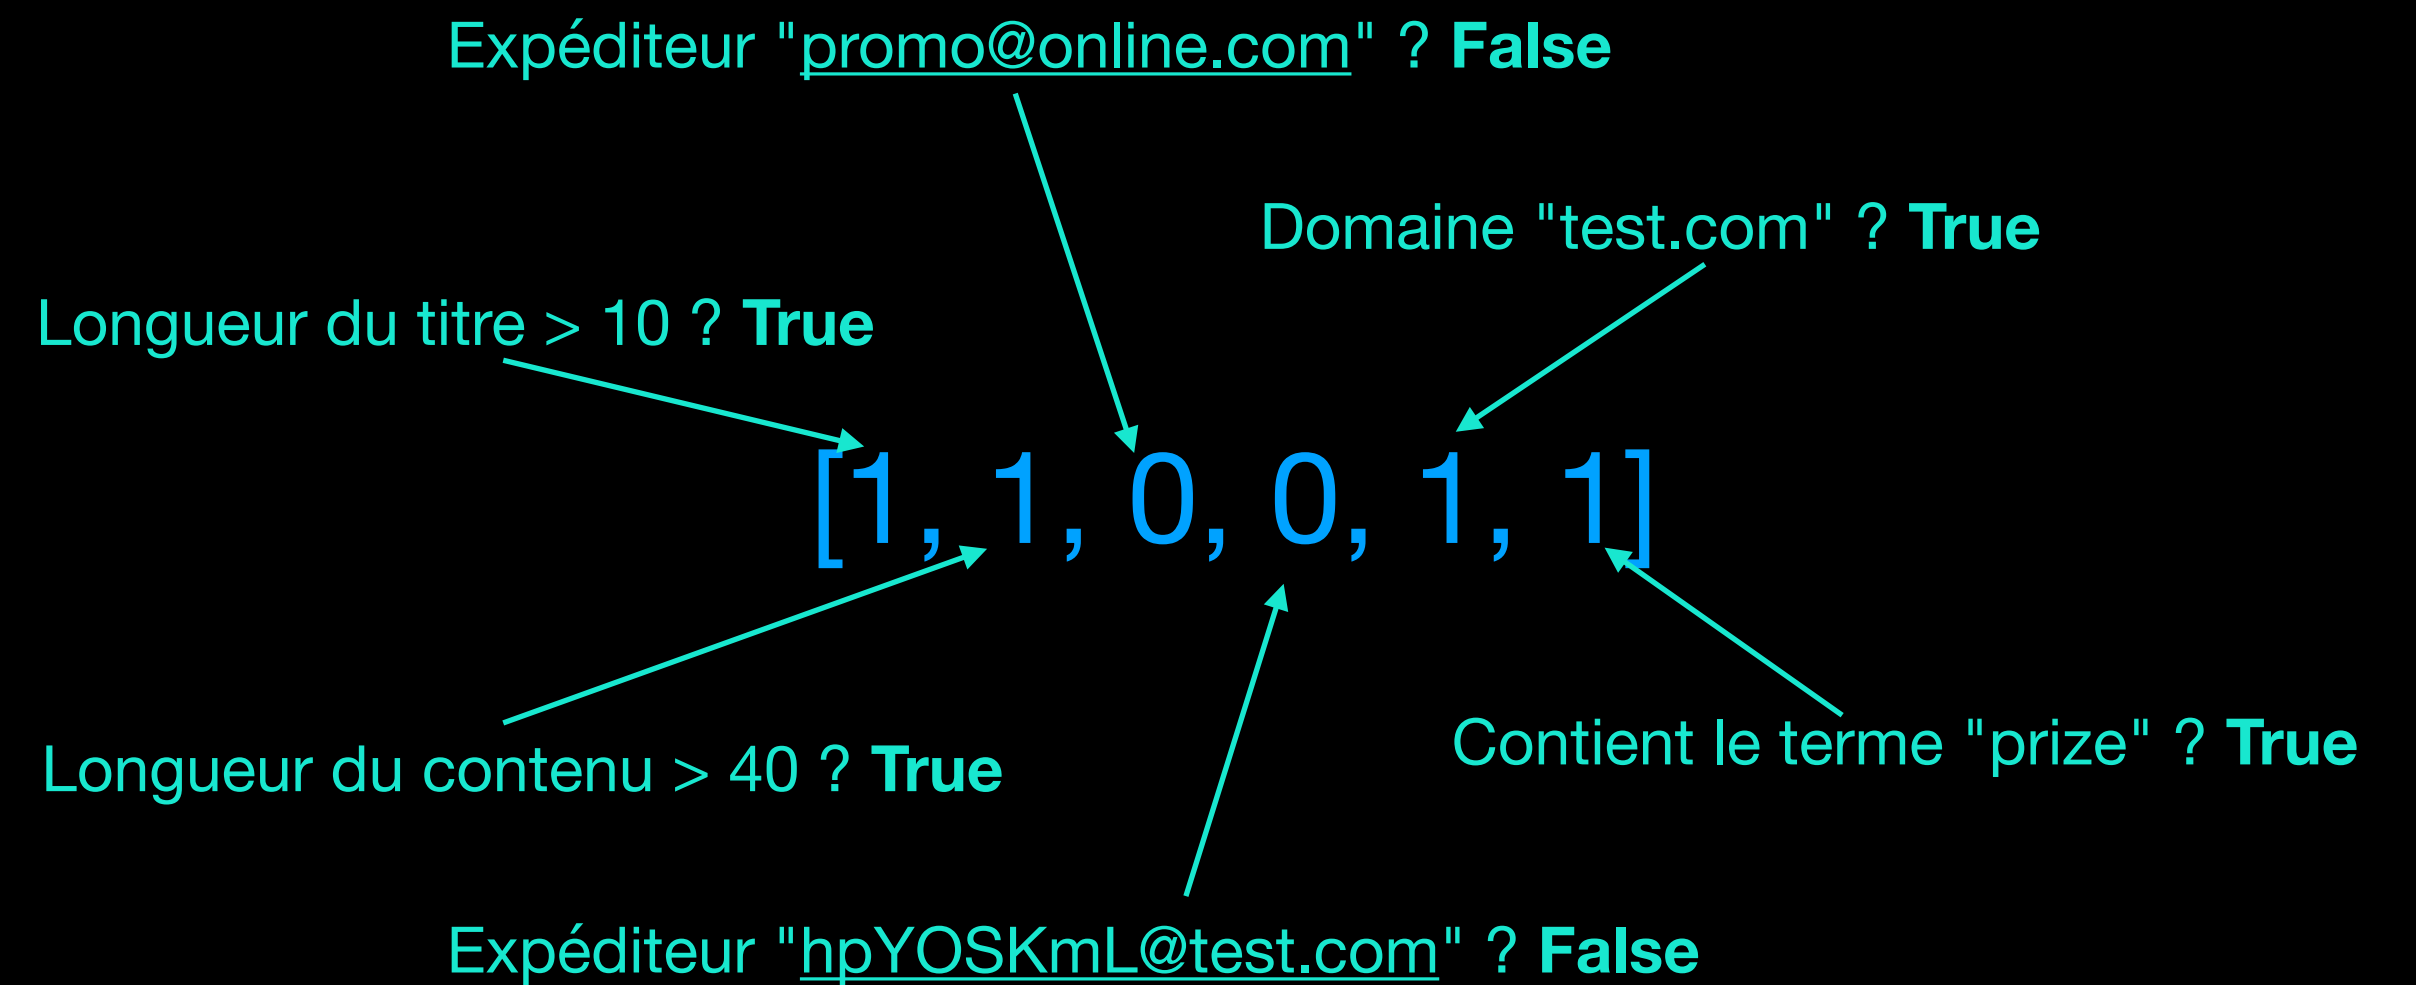 Expéditeur "promo@online.com" ? False
Domaine "test.com" ? True
Longueur du titre > 10 ? True
[1, 1, 0, 0, 1, 1]
Contient le terme "prize" ? True
Longueur du contenu > 40 ? True
Expéditeur "hpYOSKmL@test.com" ? False